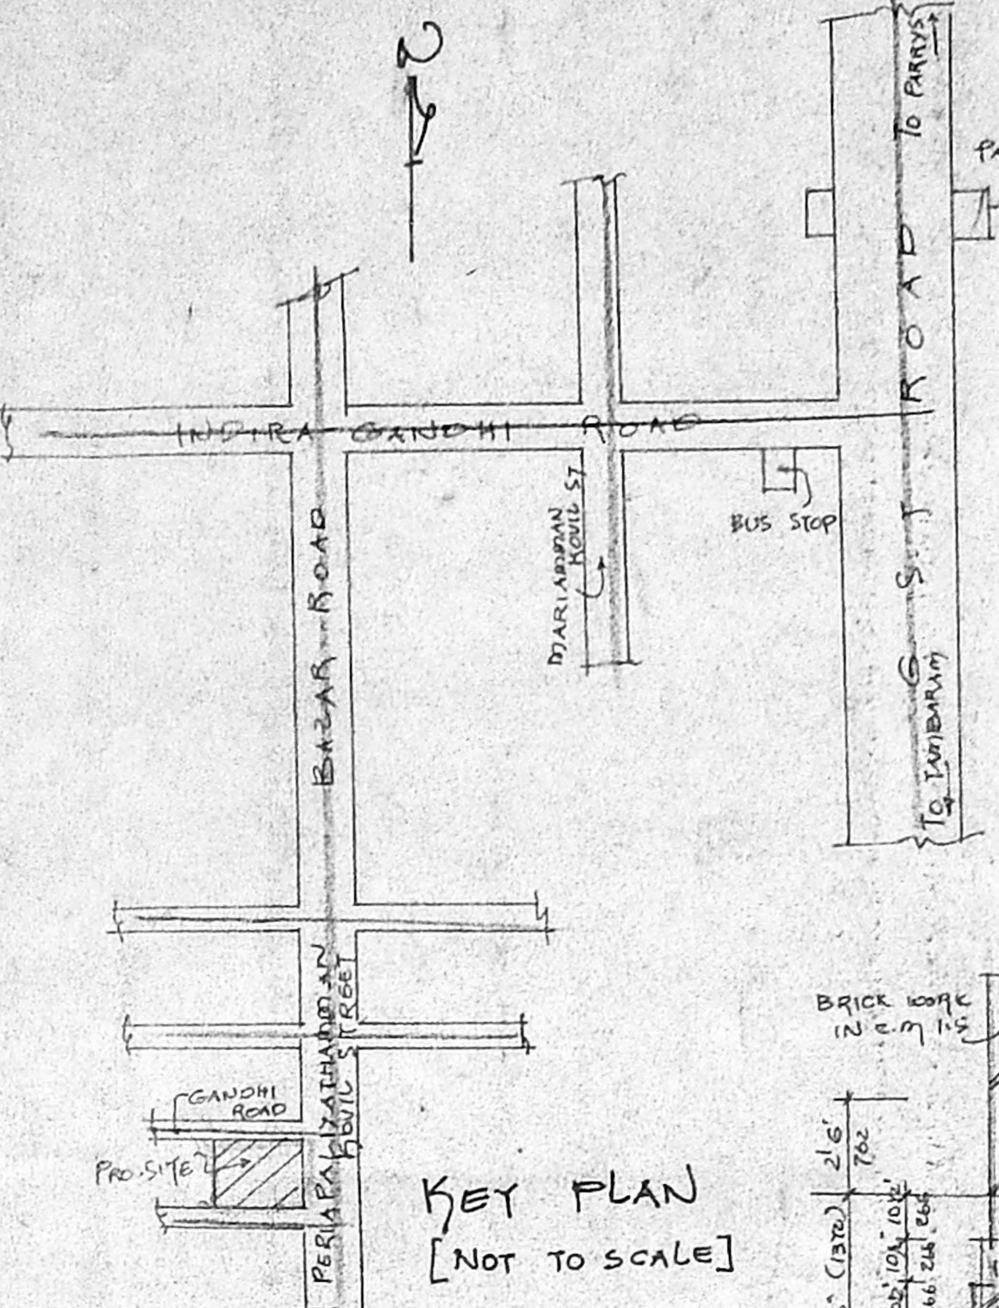 To PARRYS
INDIRA GANDHI ROAD
G S T ROAD
BUS STOP
MARIAMMAN
KOVIL ST
BAZAR ROAD
To TAMBARAM
PERIAPALAYATHAMMAN
KOVIL STREET
GANDHI
ROAD
PRO.SITE
KEY PLAN
[NOT TO SCALE]
BRICK WORK
IN C.M 1:5
2'6"
762
(1372)